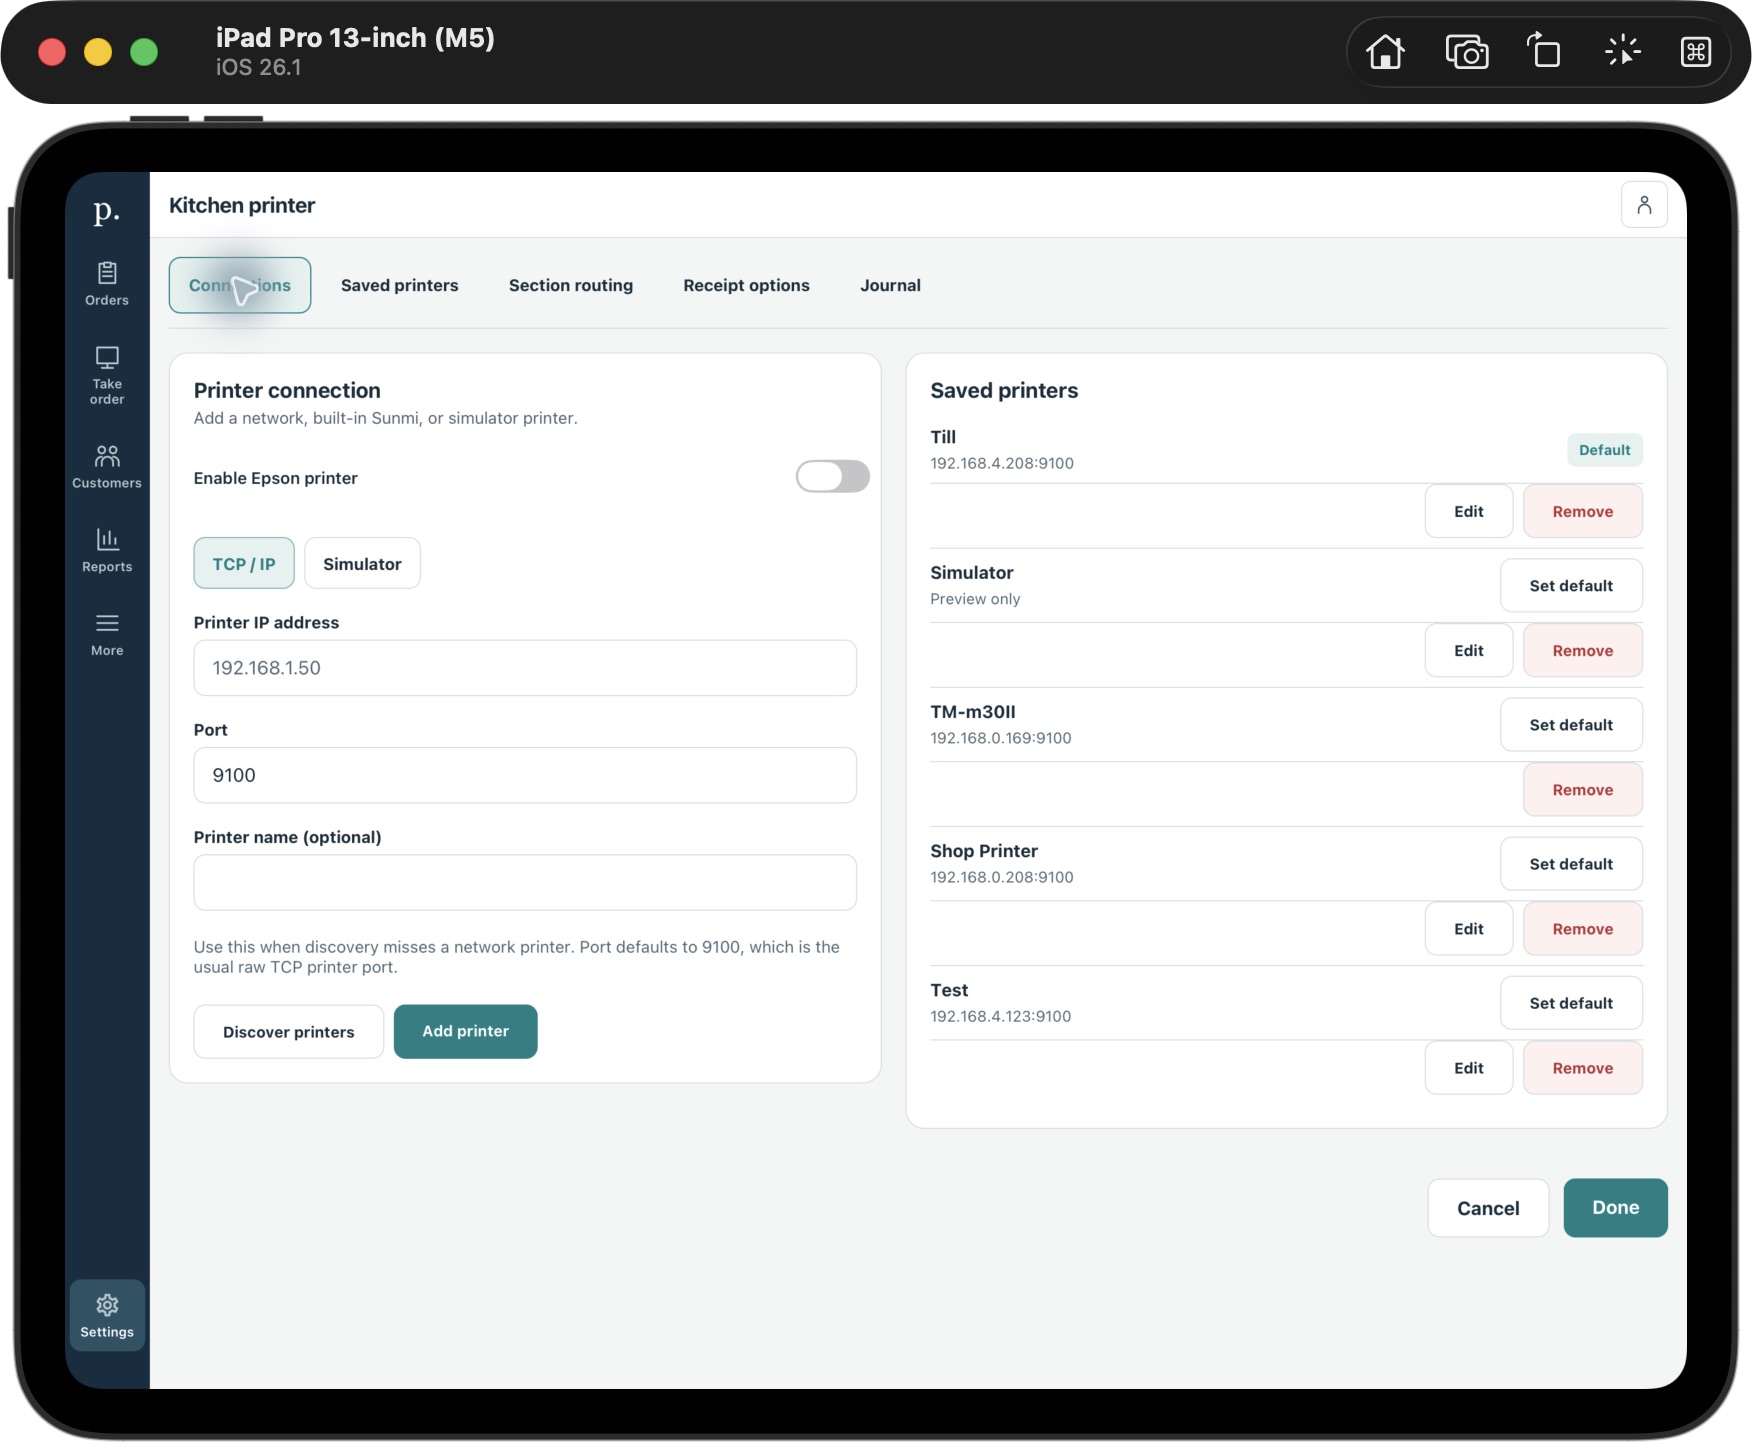 iPad Pro 13-inch (M5)
iOS 26.1
p.
Orders
Take
order
Customers
Reports
More
Settings
Kitchen printer
Saved printers
Section routing
Receipt options
Journal
Printer connection
Add a network, built-in Sunmi, or simulator printer.
Enable Epson printer
TCP / IP
Simulator
Printer IP address
192.168.1.50
Port
9100
Printer name (optional)
Use this when discovery misses a network printer. Port defaults to 9100, which is the
usual raw TCP printer port.
Discover printers
Add printer
Saved printers
Till
192.168.4.208:9100
Default
Edit
Remove
Simulator
Preview only
Set default
Edit
Remove
TM-m30II
192.168.0.169:9100
Set default
Remove
Shop Printer
192.168.0.208:9100
Set default
Edit
Remove
Test
192.168.4.123:9100
Set default
Edit
Remove
Cancel
Done